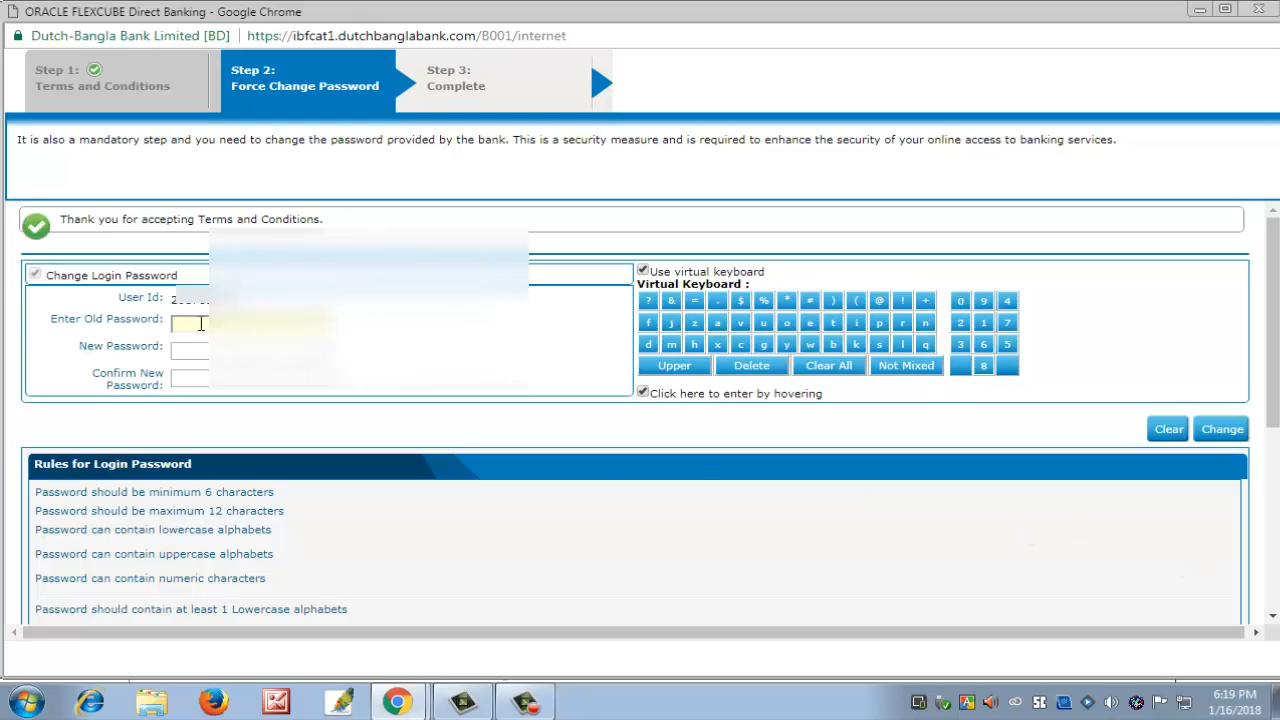 ORACLE FLEXCUBE Direct Banking - Google Chrome
Dutch-Bangla Bank Limited [BD] https://ibfcat1.dutchbanglabank.com/B001/internet
Step 1:
Terms and Conditions
Step 2:
Force Change Password
Step 3:
Complete
It is also a mandatory step and you need to change the password provided by the bank. This is a security measure and is required to enhance the security of your online access to banking services.
Thank you for accepting Terms and Conditions.
Change Login Password
User Id:
Enter Old Password:
New Password:
Confirm New
Password:
Use virtual keyboard
Virtual Keyboard :
? & = . $ % * ≠ ) ( @ ! + 0 9 4
f j z a v u o e t i p r n 2 1 7
d m h x c g y w b k s l q 3 6 5
Upper Delete Clear All Not Mixed 8
Click here to enter by hovering
Clear Change
Rules for Login Password
Password should be minimum 6 characters
Password should be maximum 12 characters
Password can contain lowercase alphabets
Password can contain uppercase alphabets
Password can contain numeric characters
Password should contain at least 1 Lowercase alphabets
6:19 PM
1/16/2018